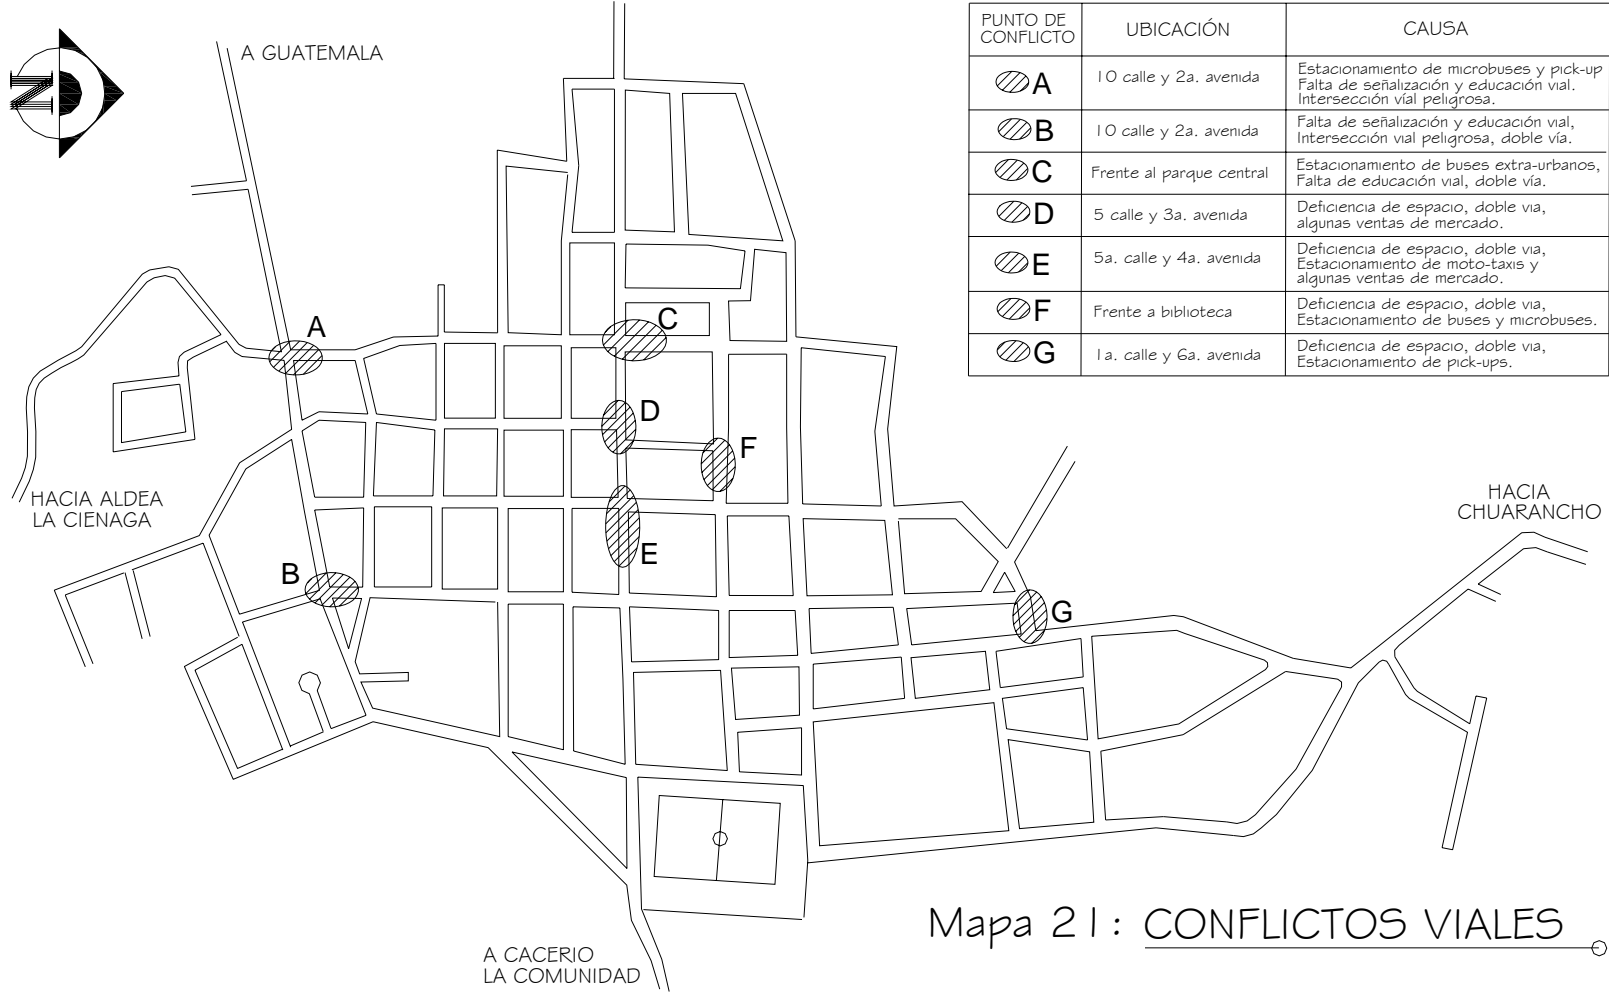 N
A GUATEMALA
A
B
C
D
E
F
G
HACIA ALDEA
LA CIENAGA
HACIA
CHUARANCHO
A CACERIO
LA COMUNIDAD
PUNTO DE
CONFLICTO
UBICACIÓN
CAUSA
A
10 calle y 2a. avenida
Estacionamiento de microbuses y pick-up
Falta de señalización y educación vial.
Intersección víal peligrosa.
B
10 calle y 2a. avenida
Falta de señalización y educación vial,
Intersección vial peligrosa, doble vía.
C
Frente al parque central
Estacionamiento de buses extra-urbanos,
Falta de educación vial, doble vía.
D
5 calle y 3a. avenida
Deficiencia de espacio, doble via,
algunas ventas de mercado.
E
5a. calle y 4a. avenida
Deficiencia de espacio, doble via,
Estacionamiento de moto-taxis y
algunas ventas de mercado.
F
Frente a biblioteca
Deficiencia de espacio, doble via,
Estacionamiento de buses y microbuses.
G
1a. calle y 6a. avenida
Deficiencia de espacio, doble via,
Estacionamiento de pick-ups.
Mapa 21: CONFLICTOS VIALES